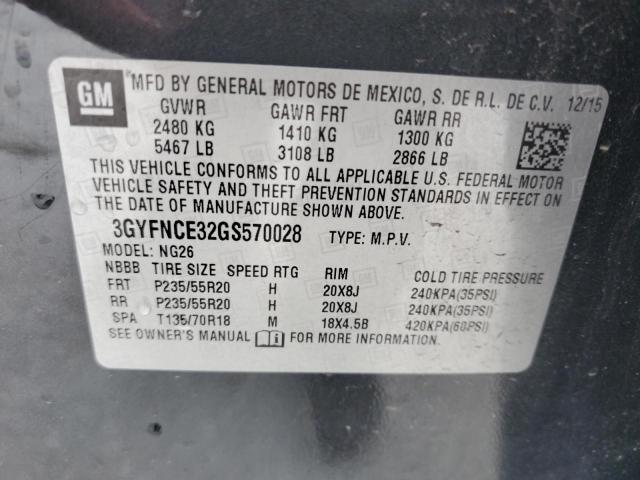 GM
MFD BY GENERAL MOTORS DE MEXICO, S. DE R.L. DE C.V. 12/15
GVWR GAWR FRT GAWR RR
2480 KG 1410 KG 1300 KG
5467 LB 3108 LB 2866 LB
THIS VEHICLE CONFORMS TO ALL APPLICABLE U.S. FEDERAL MOTOR
VEHICLE SAFETY AND THEFT PREVENTION STANDARDS IN EFFECT ON
THE DATE OF MANUFACTURE SHOWN ABOVE.
3GYFNCE32GS570028 TYPE: M.P.V.
MODEL: NG26
NBBB TIRE SIZE SPEED RTG RIM COLD TIRE PRESSURE
FRT P235/55R20 H 20X8J 240KPA(35PSI)
RR P235/55R20 H 20X8J 240KPA(35PSI)
SPA T135/70R18 M 18X4.5B 420KPA(60PSI)
SEE OWNER'S MANUAL FOR MORE INFORMATION.